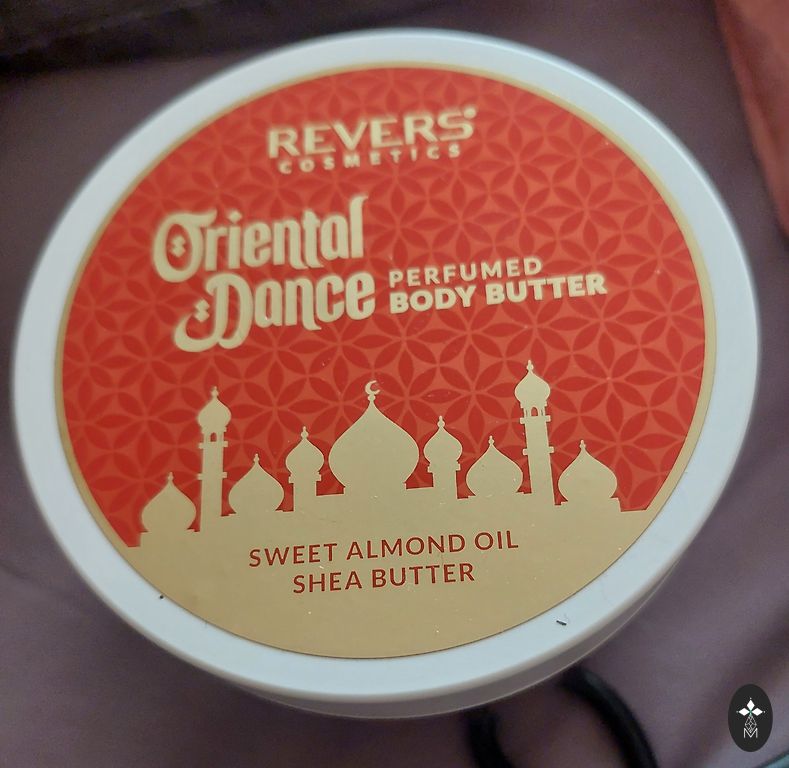 REVERS®
COSMETICS
Oriental
Dance
PERFUMED
BODY BUTTER
SWEET ALMOND OIL
SHEA BUTTER
M